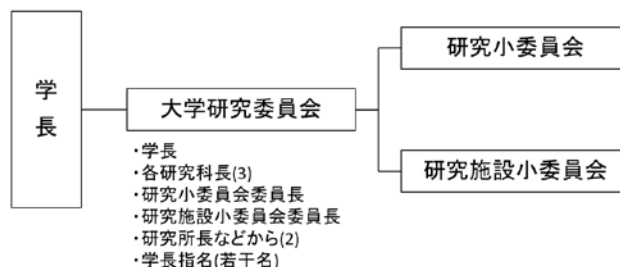 学長
大学研究委員会
・学長
・各研究科長(3)
・研究小委員会委員長
・研究施設小委員会委員長
・研究所長などから(2)
・学長指名(若干名)
研究小委員会
研究施設小委員会